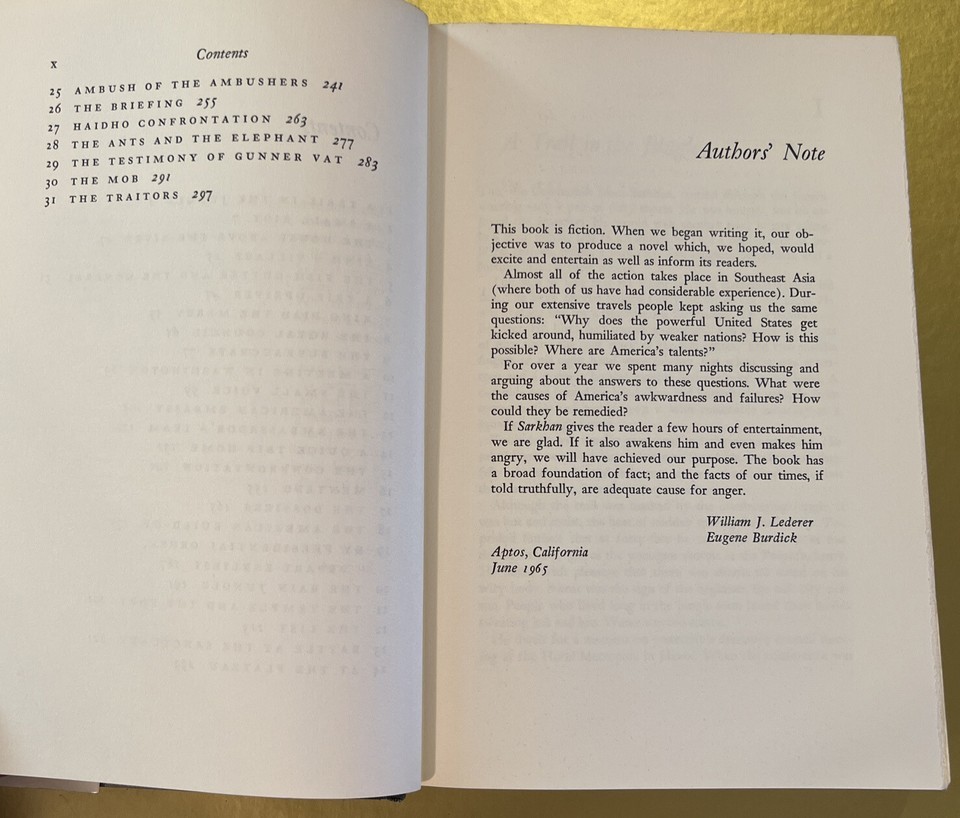 x
Contents
25 AMBUSH OF THE AMBUSHERS 241
26 THE BRIEFING 255
27 HAIDHO CONFRONTATION 263
28 THE ANTS AND THE ELEPHANT 277
29 THE TESTIMONY OF GUNNER VAT 283
30 THE MOB 291
31 THE TRAITORS 297
Authors' Note
This book is fiction. When we began writing it, our ob-
jective was to produce a novel which, we hoped, would
excite and entertain as well as inform its readers.
Almost all of the action takes place in Southeast Asia
(where both of us have had considerable experience). Dur-
ing our extensive travels people kept asking us the same
questions: "Why does the powerful United States get
kicked around, humiliated by weaker nations? How is this
possible? Where are America's talents?"
For over a year we spent many nights discussing and
arguing about the answers to these questions. What were
the causes of America's awkwardness and failures? How
could they be remedied?
If Sarkhan gives the reader a few hours of entertainment,
we are glad. If it also awakens him and even makes him
angry, we will have achieved our purpose. The book has
a broad foundation of fact; and the facts of our times, if
told truthfully, are adequate cause for anger.
William J. Lederer
Eugene Burdick
Aptos, California
June 1965